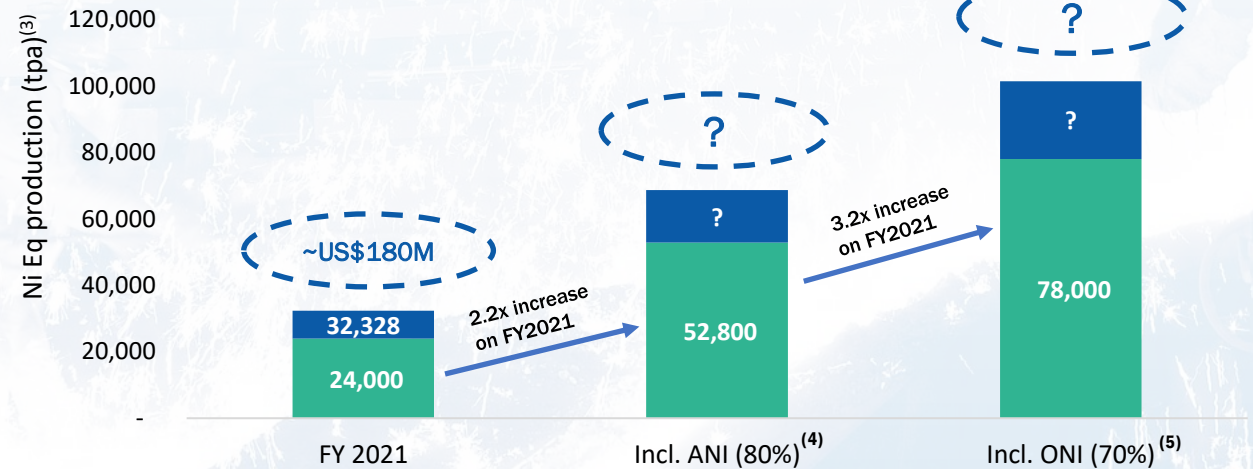 Ni Eq production (tpa)(3)
120,000
100,000
80,000
60,000
40,000
20,000
-
?
?
?
?
~US$180M
32,328
24,000
2.2x increase
on FY2021
52,800
3.2x increase
on FY2021
78,000
FY 2021
Incl. ANI (80%)(4)
Incl. ONI (70%)(5)